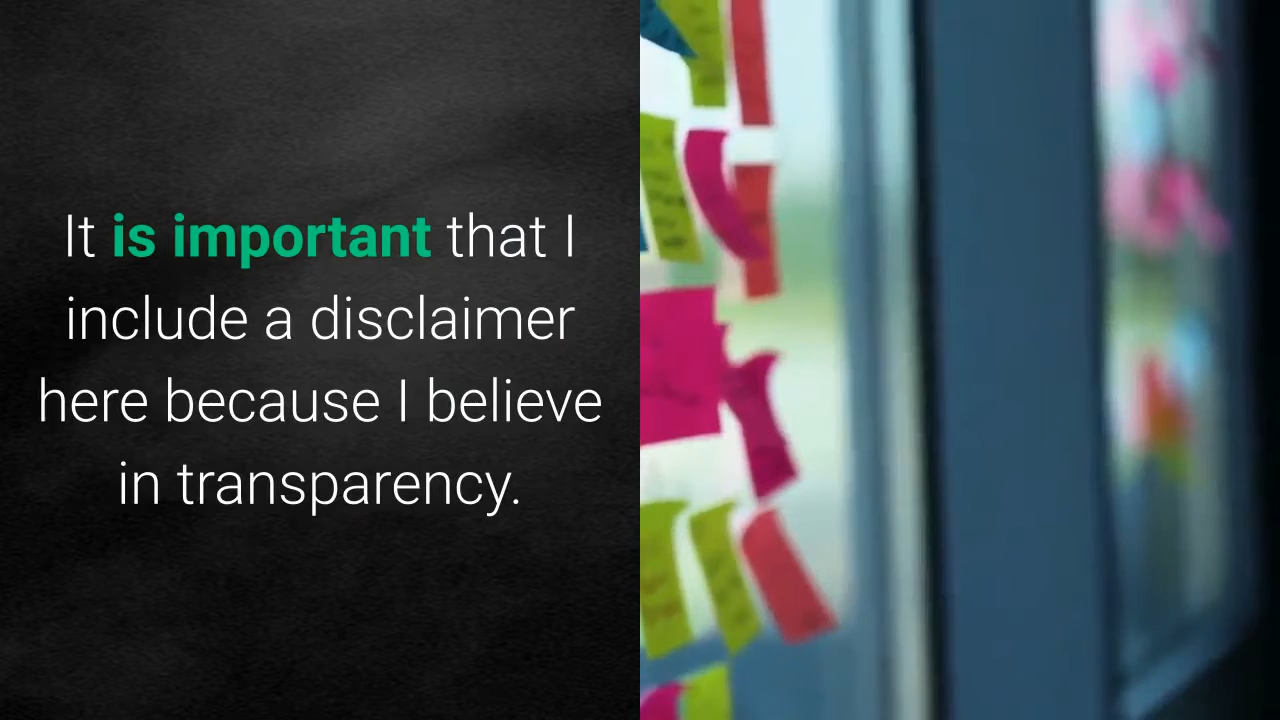 It is important that I
include a disclaimer
here because I believe
in transparency.